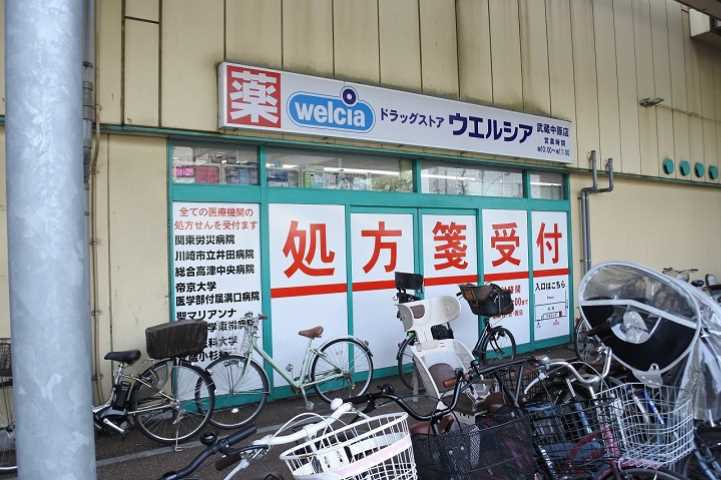 薬
welcia
ドラッグストア ウエルシア
武蔵中原店
営業時間
全ての医療機関の
処方せんを受付ます
関東労災病院
川崎市立井田病院
総合高津中央病院
帝京大学
医学部付属溝口病院
聖マリアンナ
処方箋受付
入口はこちら